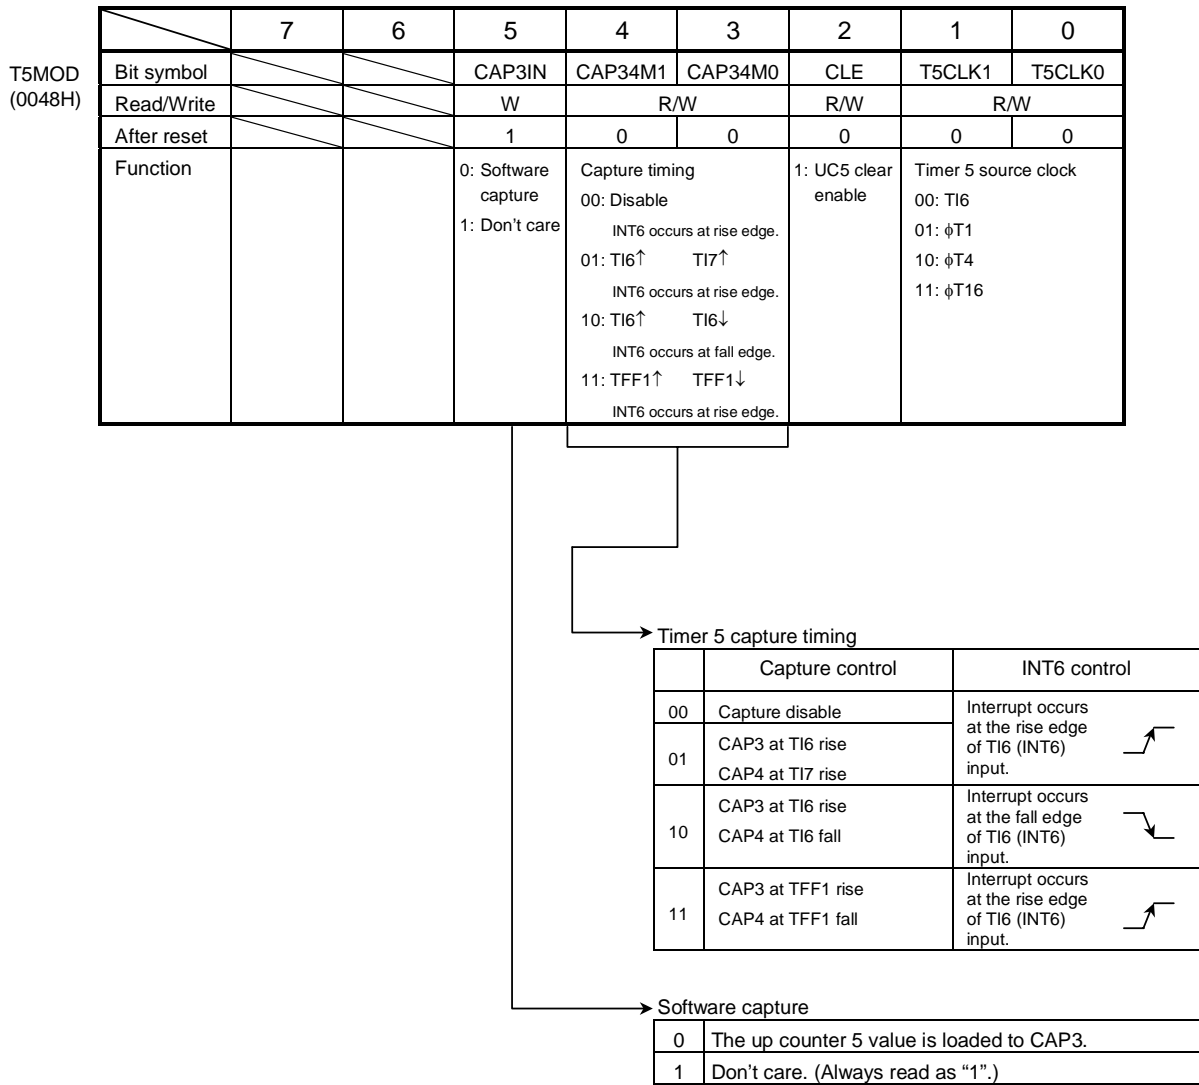 7 6 5 4 3 2 1 0
T5MOD
(0048H)
Bit symbol CAP3IN CAP34M1 CAP34M0 CLE T5CLK1 T5CLK0
Read/Write W R/W R/W R/W
After reset 1 0 0 0 0 0
Function
0: Software
capture
1: Don’t care
Capture timing
00: Disable
INT6 occurs at rise edge.
01: TI6↑ TI7↑
INT6 occurs at rise edge.
10: TI6↑ TI6↓
INT6 occurs at fall edge.
11: TFF1↑ TFF1↓
INT6 occurs at rise edge.
1: UC5 clear
enable
Timer 5 source clock
00: TI6
01: ϕT1
10: ϕT4
11: ϕT16
Timer 5 capture timing
Capture control INT6 control
00 Capture disable
01 CAP3 at TI6 rise
CAP4 at TI7 rise
Interrupt occurs
at the rise edge
of TI6 (INT6)
input.
10 CAP3 at TI6 rise
CAP4 at TI6 fall
Interrupt occurs
at the fall edge
of TI6 (INT6)
input.
11 CAP3 at TFF1 rise
CAP4 at TFF1 fall
Interrupt occurs
at the rise edge
of TI6 (INT6)
input.
Software capture
0 The up counter 5 value is loaded to CAP3.
1 Don’t care. (Always read as “1”.)